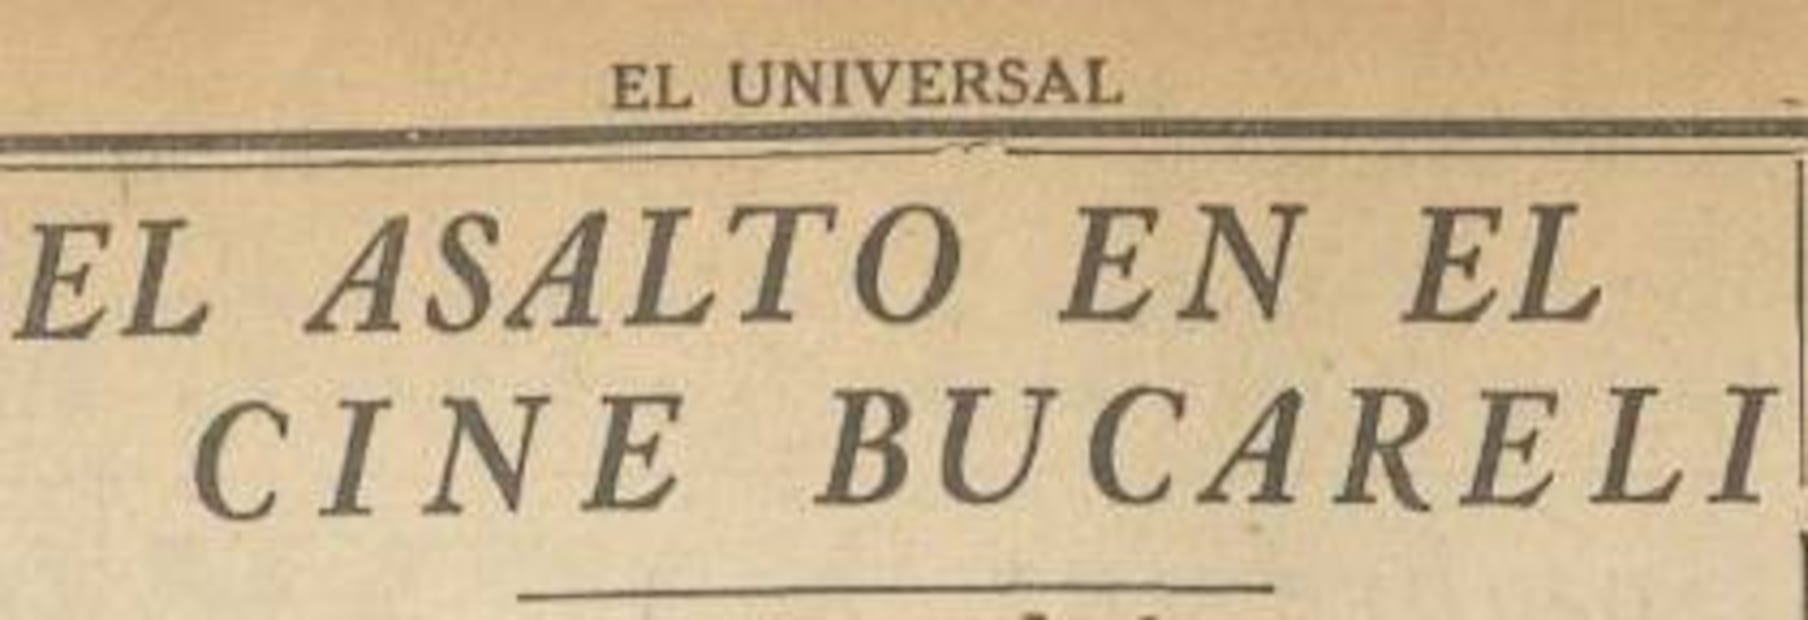 EL UNIVERSAL
EL ASALTO EN EL
CINE BUCARELI